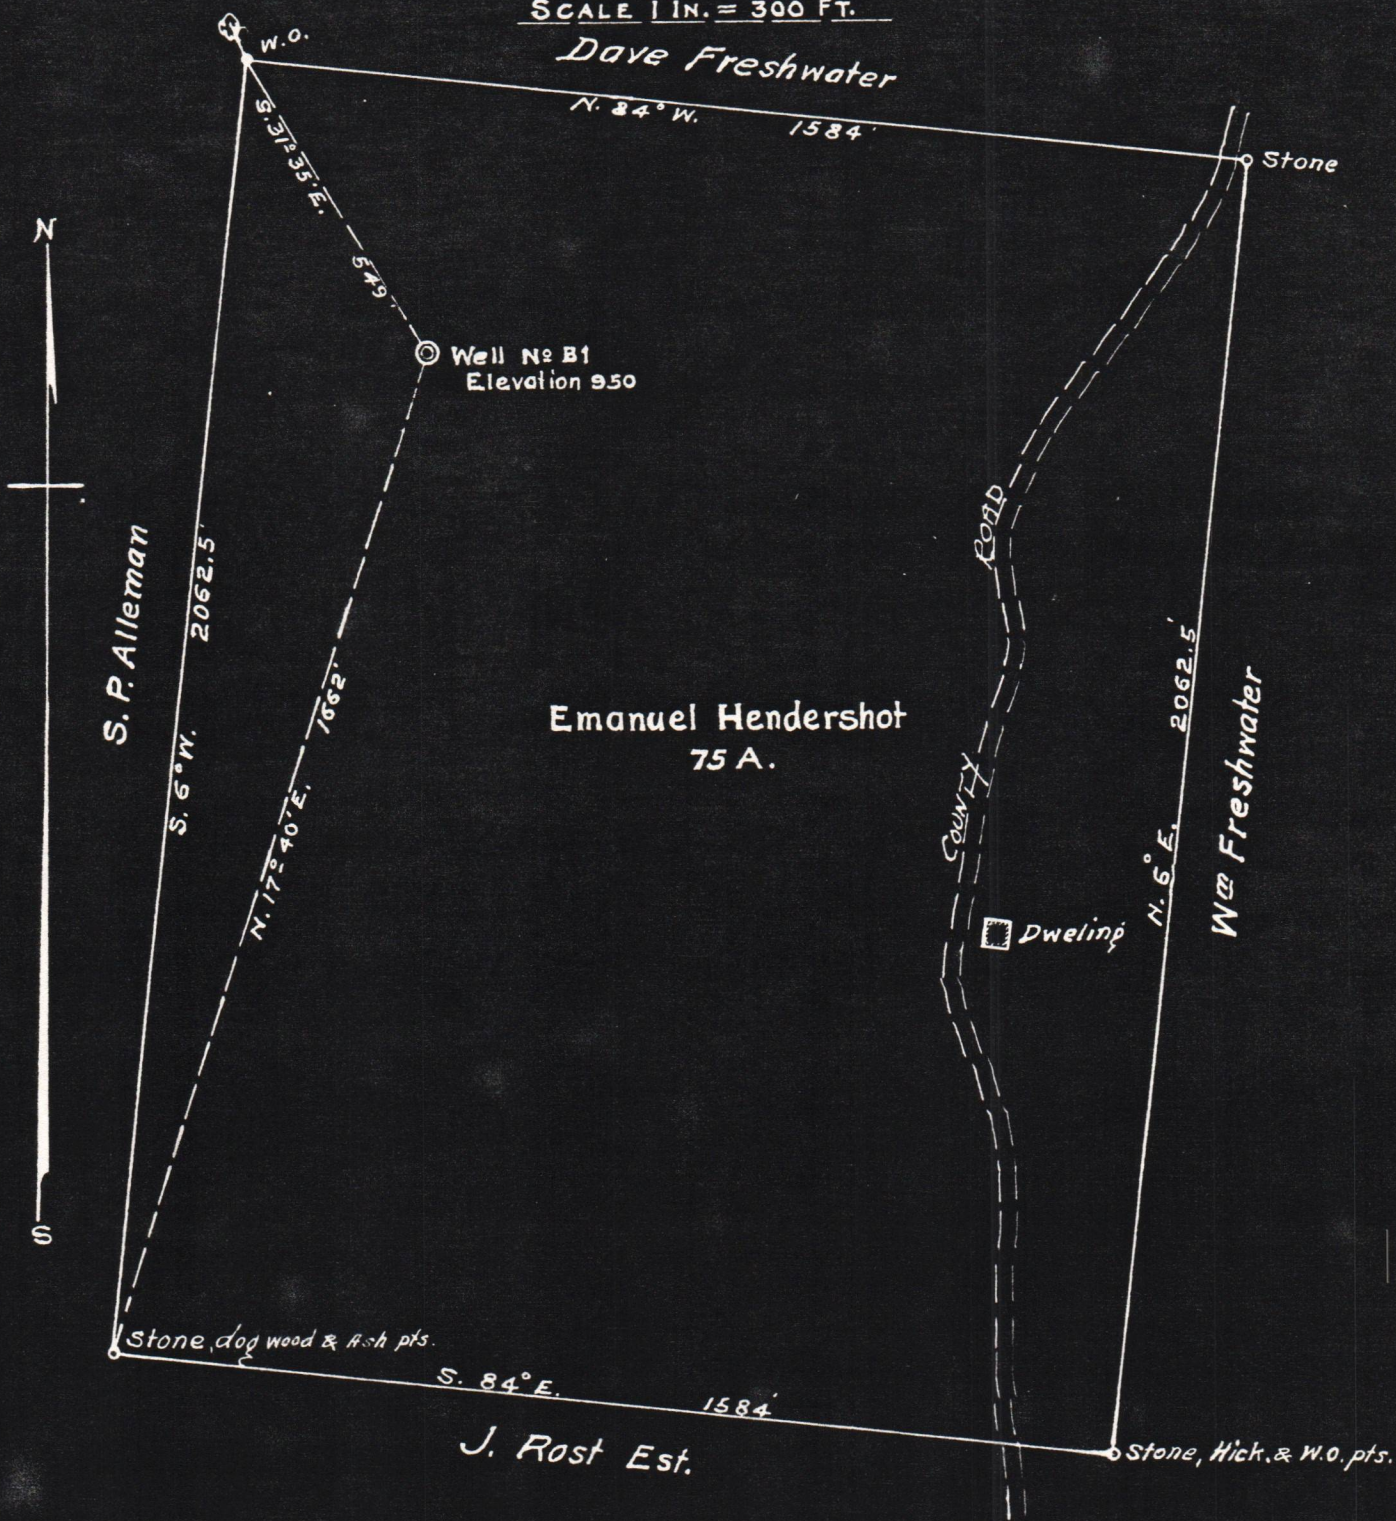 SCALE 1 IN. = 300 FT.
W.O.
Dave Freshwater
N. 84° W. 1584'
Stone
S. 31° 35' E.
549'
N
Well No B1
Elevation 950
ROAD
S. P. Alleman
S. 6° W. 2062.5'
N. 17° 40' E. 1662'
Emanuel Hendershot
75 A.
COUNTY
N. 6° E. 2062.5'
Wm Freshwater
Dweling
S
Stone, dog wood & Ash pts.
S. 84° E. 1584'
J. Rost Est.
Stone, Hick. & W.O. pts.